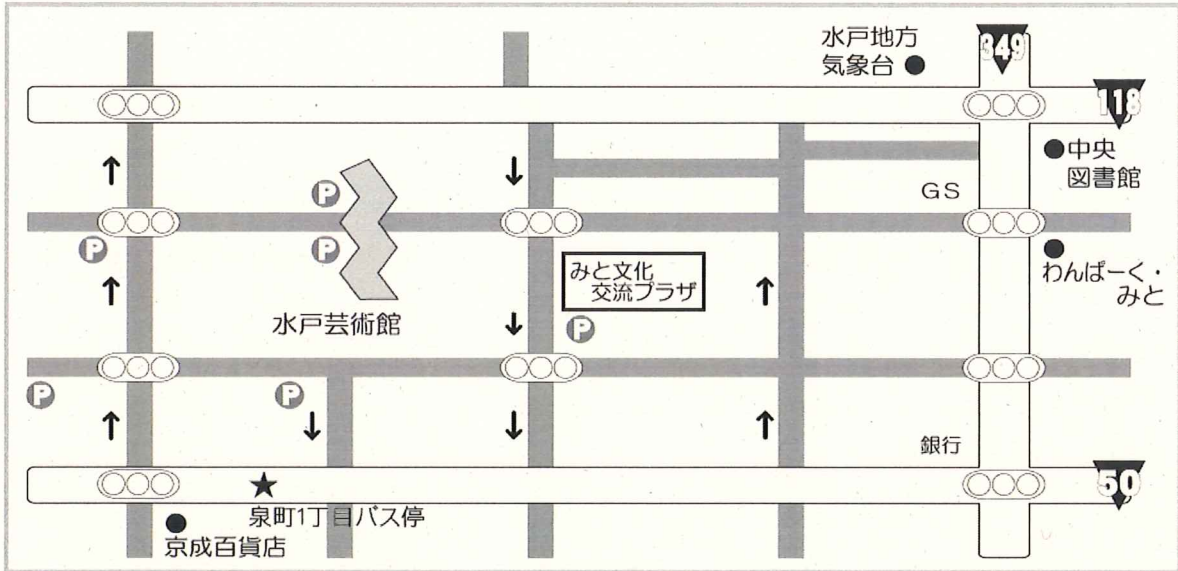 水戸地方
気象台
349
118
中央
図書館
P
GS
P
P
わんぱーく・
みと
みと文化
交流プラザ
水戸芸術館
P
P
P
銀行
50
泉町1丁目バス停
京成百貨店